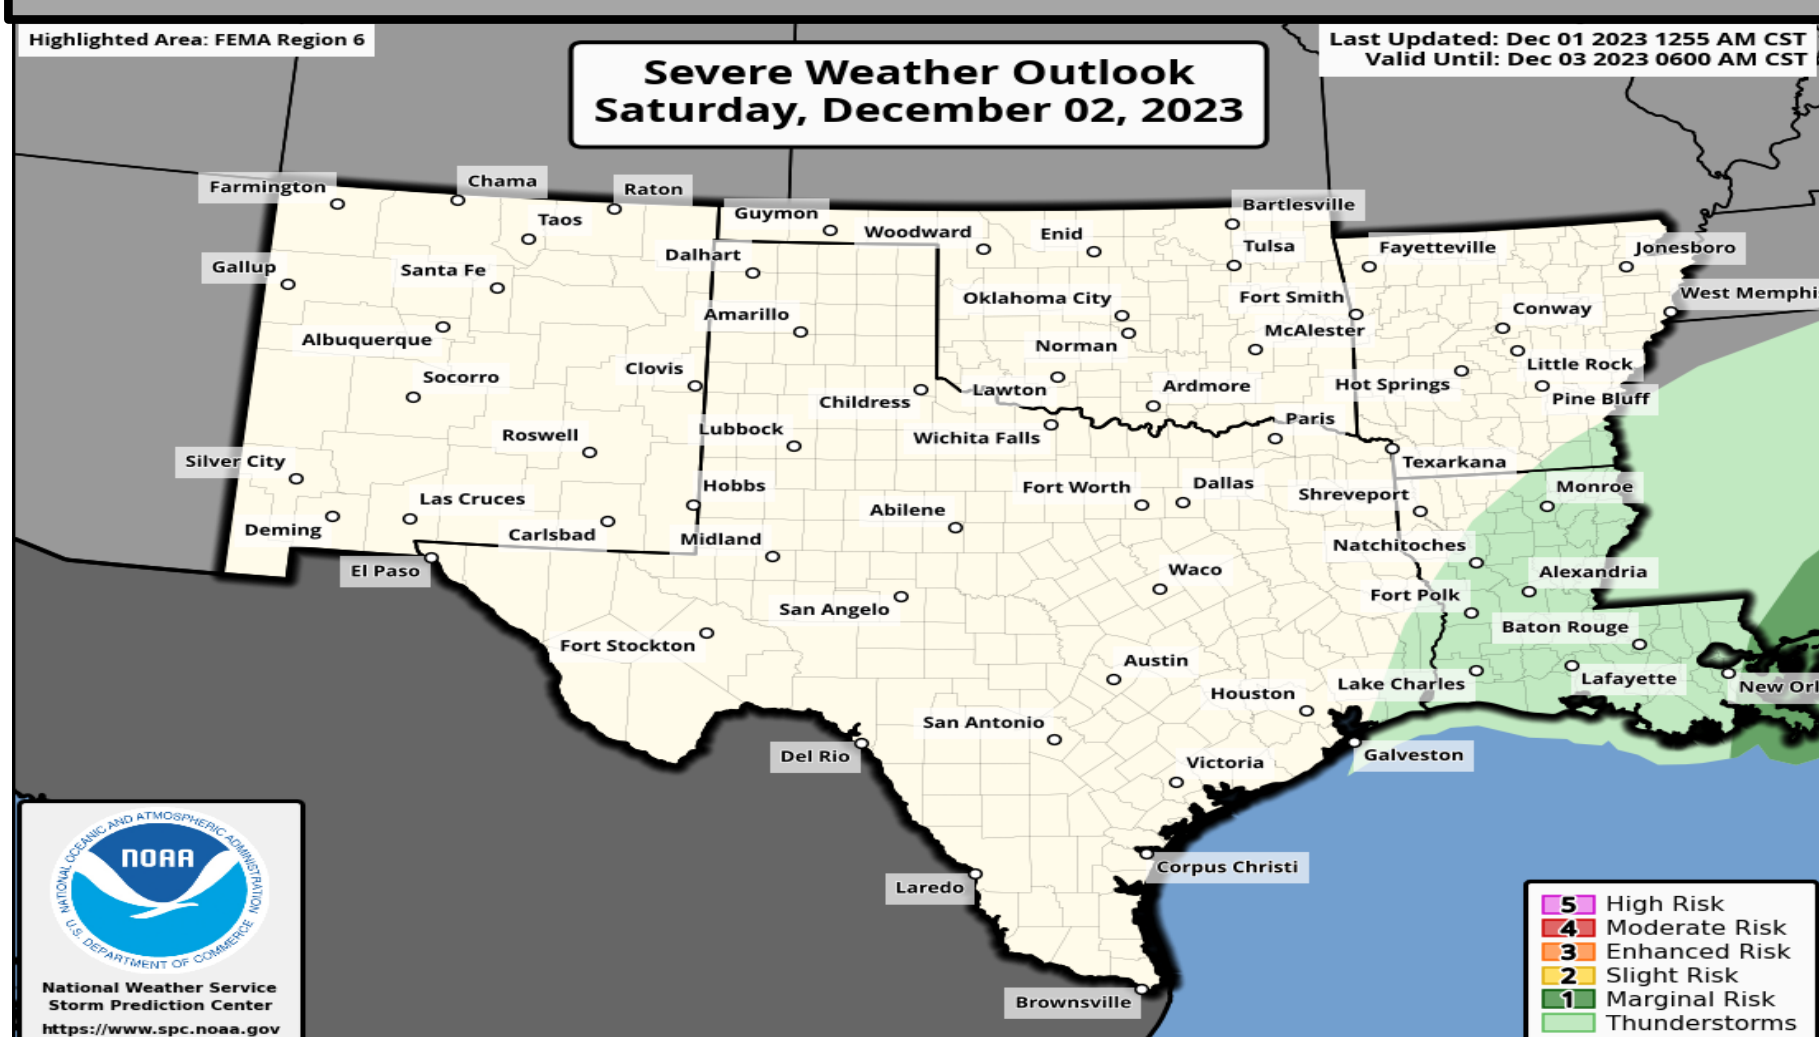 Highlighted Area: FEMA Region 6
Last Updated: Dec 01 2023 1255 AM CST
Valid Until: Dec 03 2023 0600 AM CST
Severe Weather Outlook
Saturday, December 02, 2023
Farmington
Chama
Raton
Taos
Guymon
Woodward
Enid
Bartlesville
Tulsa
Fayetteville
Jonesboro
Gallup
Santa Fe
Dalhart
Oklahoma City
Fort Smith
West Memphi
Conway
Amarillo
Albuquerque
Norman
McAlester
Little Rock
Socorro
Clovis
Childress
Lawton
Ardmore
Hot Springs
Pine Bluff
Roswell
Lubbock
Wichita Falls
Paris
Silver City
Texarkana
Las Cruces
Hobbs
Fort Worth
Dallas
Shreveport
Monroe
Deming
Carlsbad
Midland
Abilene
Natchitoches
El Paso
Waco
Alexandria
San Angelo
Fort Polk
Fort Stockton
Baton Rouge
Austin
Houston
Lake Charles
Lafayette
New Orl
San Antonio
Del Rio
Victoria
Galveston
Laredo
Corpus Christi
Brownsville
NATIONAL OCEANIC AND ATMOSPHERIC ADMINISTRATION
NOAA
U.S. DEPARTMENT OF COMMERCE
National Weather Service
Storm Prediction Center
https://www.spc.noaa.gov
5 High Risk
4 Moderate Risk
3 Enhanced Risk
2 Slight Risk
1 Marginal Risk
Thunderstorms